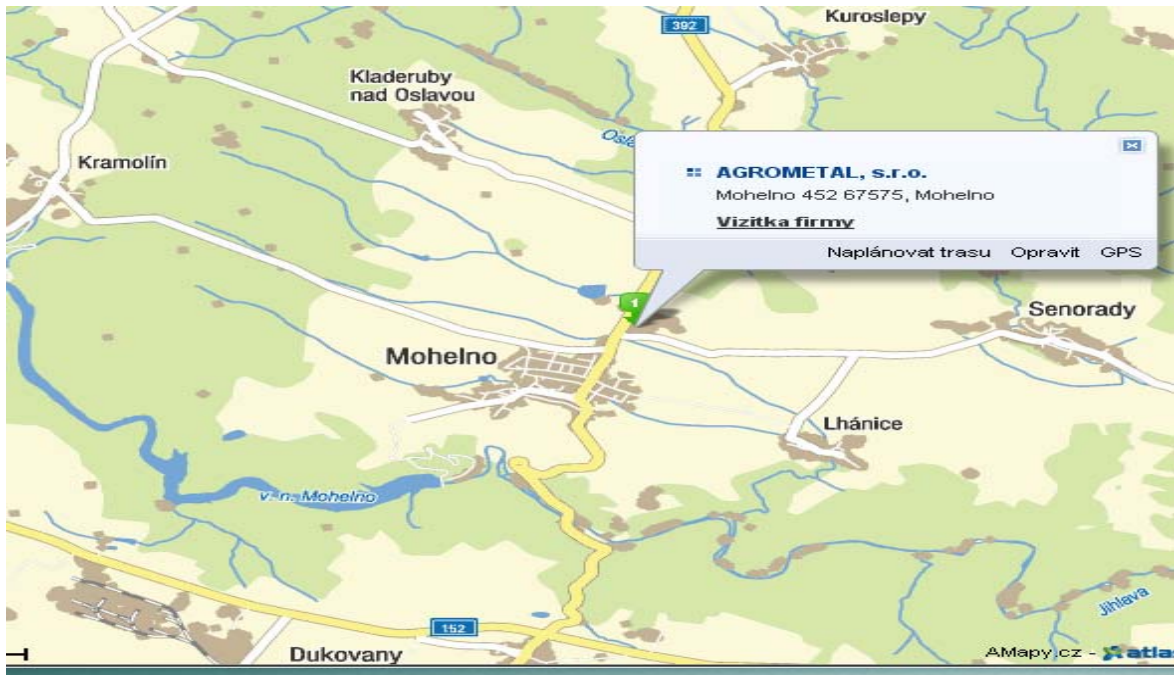 392
Kuroslepy
Kladeruby
nad Oslavou
Kramolín
AGROMETAL, s.r.o.
Mohelno 452 67575, Mohelno
Vizitka firmy
Naplánovat trasu Opravit GPS
1
Senorady
Mohelno
Lhánice
v. n. Mohelno
Jihlava
152
Dukovany
AMapy.cz - atlas